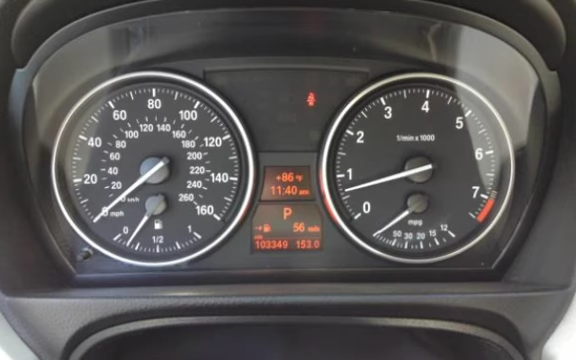 0 20 40 60 80 100 120 140 160
mph
20 40 60 80 100 120 140 160 180 200 220 240 260
km/h
0 1/2 1
+86 °F
11:40 am
P
56 mls
103349 153.0
0 1 2 3 4 5 6 7
1/min x 1000
mpg
50 30 20 15 12